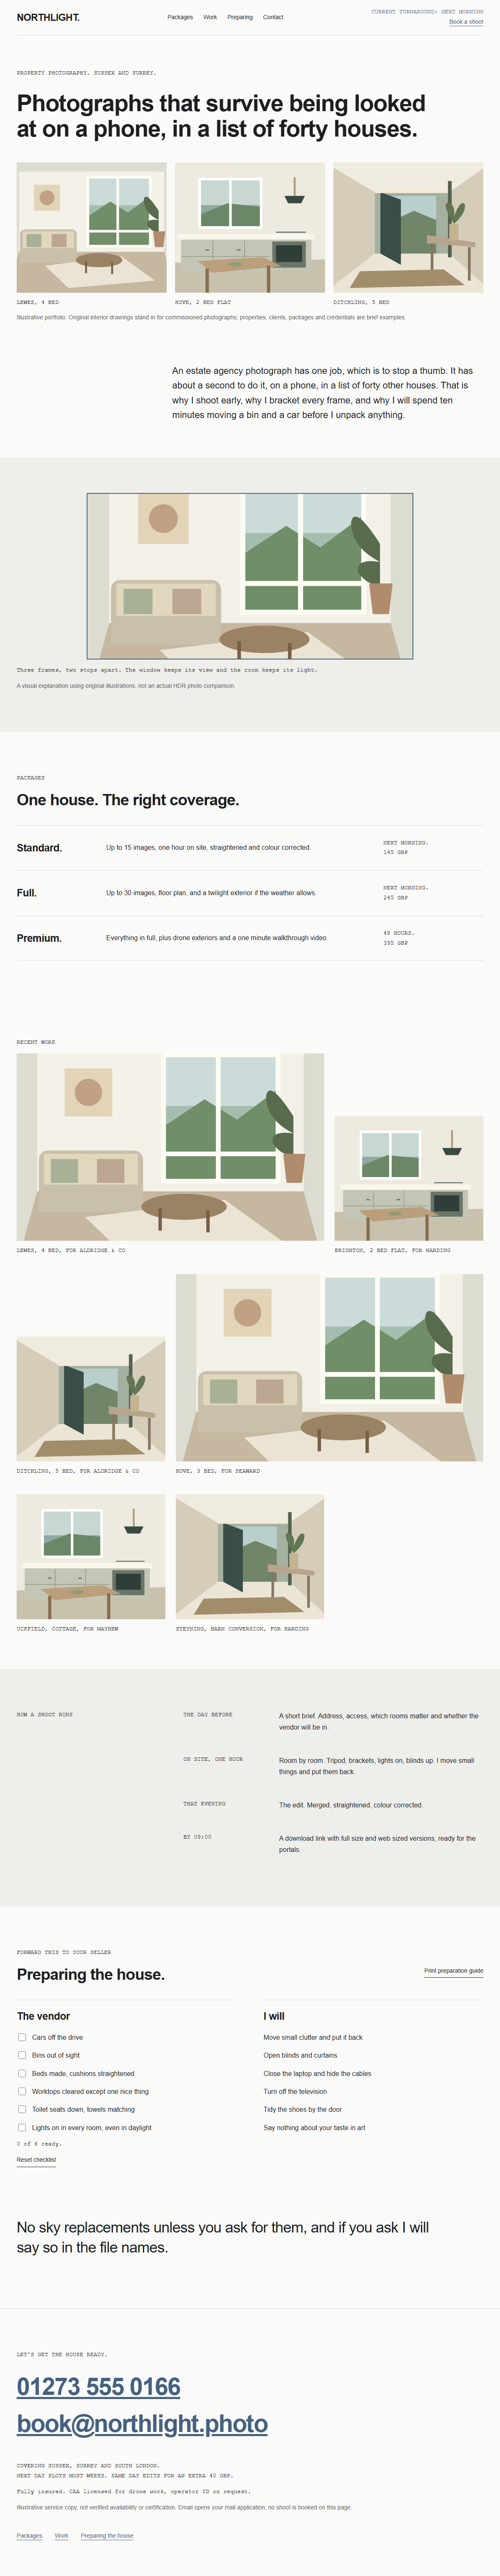 NORTHLIGHT.
Packages Work Preparing Contact
CURRENT TURNAROUND: NEXT MORNING
Book a shoot
PROPERTY PHOTOGRAPHY. SUSSEX AND SURREY.
Photographs that survive being looked
at on a phone, in a list of forty houses.
LEWES, 4 BED
HOVE, 2 BED FLAT
DITCHLING, 5 BED
Illustrative portfolio. Original interior drawings stand in for commissioned photographs; properties, clients, packages and credentials are brief examples.
An estate agency photograph has one job, which is to stop a thumb. It has
about a second to do it, on a phone, in a list of forty other houses. That is
why I shoot early, why I bracket every frame, and why I will spend ten
minutes moving a bin and a car before I unpack anything.
Three frames, two stops apart. The window keeps its view and the room keeps its light.
A visual explanation using original illustrations, not an actual HDR photo comparison.
PACKAGES
One house. The right coverage.
Standard.
Up to 15 images, one hour on site, straightened and colour corrected.
NEXT MORNING.
145 GBP
Full.
Up to 30 images, floor plan, and a twilight exterior if the weather allows.
NEXT MORNING.
245 GBP
Premium.
Everything in full, plus drone exteriors and a one minute walkthrough video.
48 HOURS.
395 GBP
RECENT WORK
LEWES, 4 BED, FOR ALDRIDGE & CO
BRIGHTON, 2 BED FLAT, FOR HARDING
DITCHLING, 5 BED, FOR ALDRIDGE & CO
HOVE, 3 BED, FOR SEAWARD
UCKFIELD, COTTAGE, FOR MAYHEW
STEYNING, BARN CONVERSION, FOR HARDING
HOW A SHOOT RUNS
THE DAY BEFORE
A short brief. Address, access, which rooms matter and whether the
vendor will be in.
ON SITE, ONE HOUR
Room by room. Tripod, brackets, lights on, blinds up. I move small
things and put them back.
THAT EVENING
The edit. Merged, straightened, colour corrected.
BY 09:00
A download link with full size and web sized versions, ready for the
portals.
FORWARD THIS TO YOUR SELLER
Preparing the house.
Print preparation guide
The vendor
Cars off the drive
Bins out of sight
Beds made, cushions straightened
Worktops cleared except one nice thing
Toilet seats down, towels matching
Lights on in every room, even in daylight
0 of 6 ready.
Reset checklist
I will
Move small clutter and put it back
Open blinds and curtains
Close the laptop and hide the cables
Turn off the television
Tidy the shoes by the door
Say nothing about your taste in art
No sky replacements unless you ask for them, and if you ask I will
say so in the file names.
LET'S GET THE HOUSE READY.
01273 555 0166
book@northlight.photo
COVERING SUSSEX, SURREY AND SOUTH LONDON.
NEXT DAY SLOTS MOST WEEKS. SAME DAY EDITS FOR AN EXTRA 40 GBP.
Fully insured. CAA licensed for drone work, operator ID on request.
Illustrative service copy, not verified availability or certification. Email opens your mail application; no shoot is booked on this page.
Packages Work Preparing the house